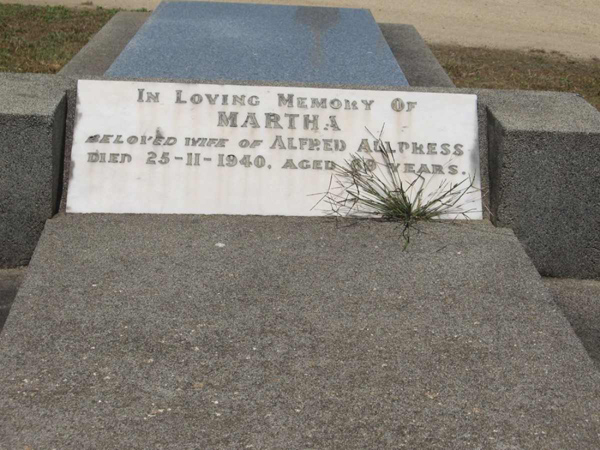 In Loving Memory Of
MARTHA
BELOVED WIFE OF ALFRED ALLPRESS
DIED 25-11-1940. AGED YEARS.